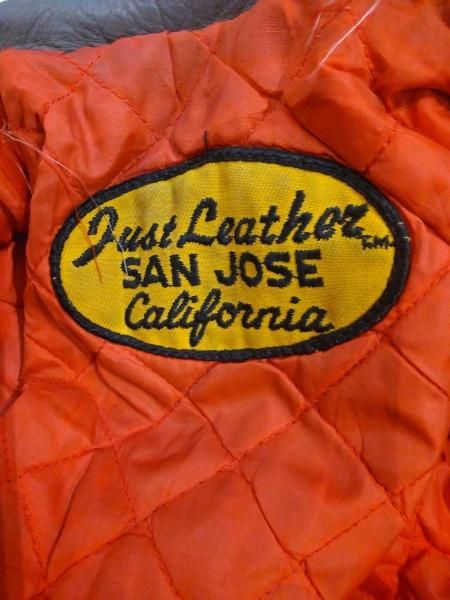 Just Leather T.M.
SAN JOSE
California